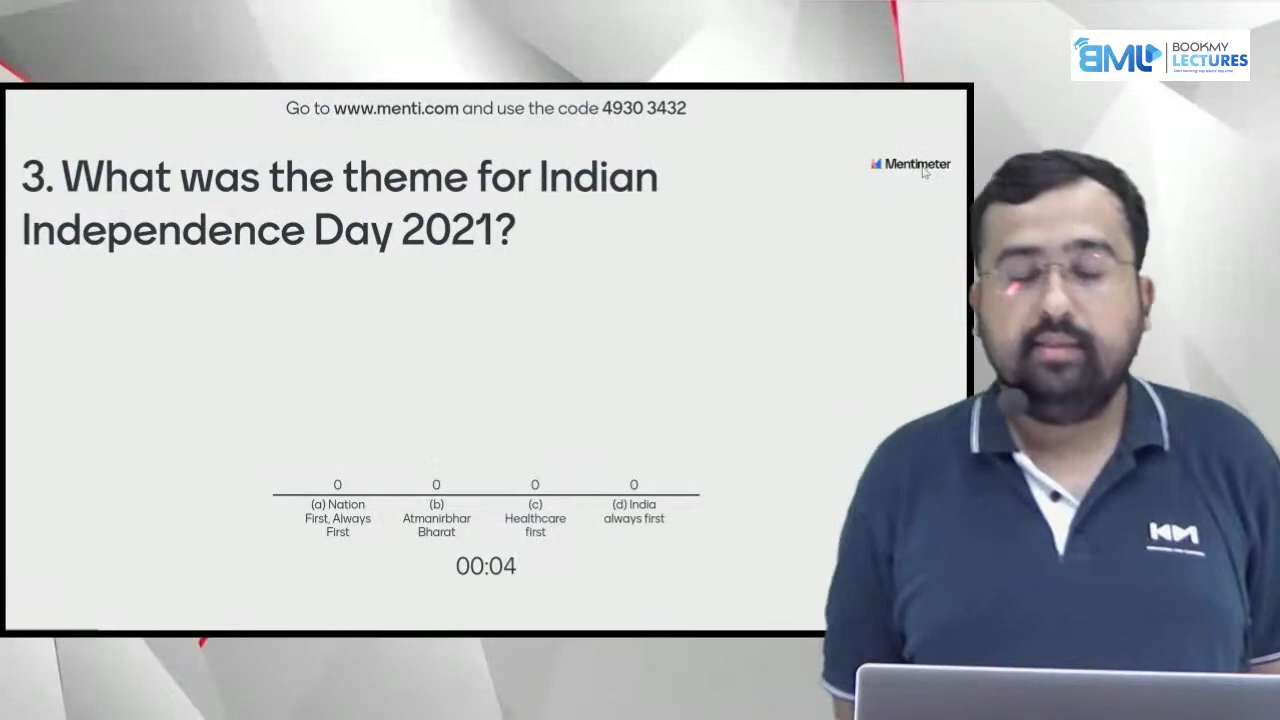 BML BOOKMY
LECTURES
Go to www.menti.com and use the code 4930 3432
Mentimeter
3. What was the theme for Indian
Independence Day 2021?
0 0 0 0
(a) Nation (b) (c) (d) India
First, Always Atmanirbhar Healthcare always first
First Bharat first
00:04
KM